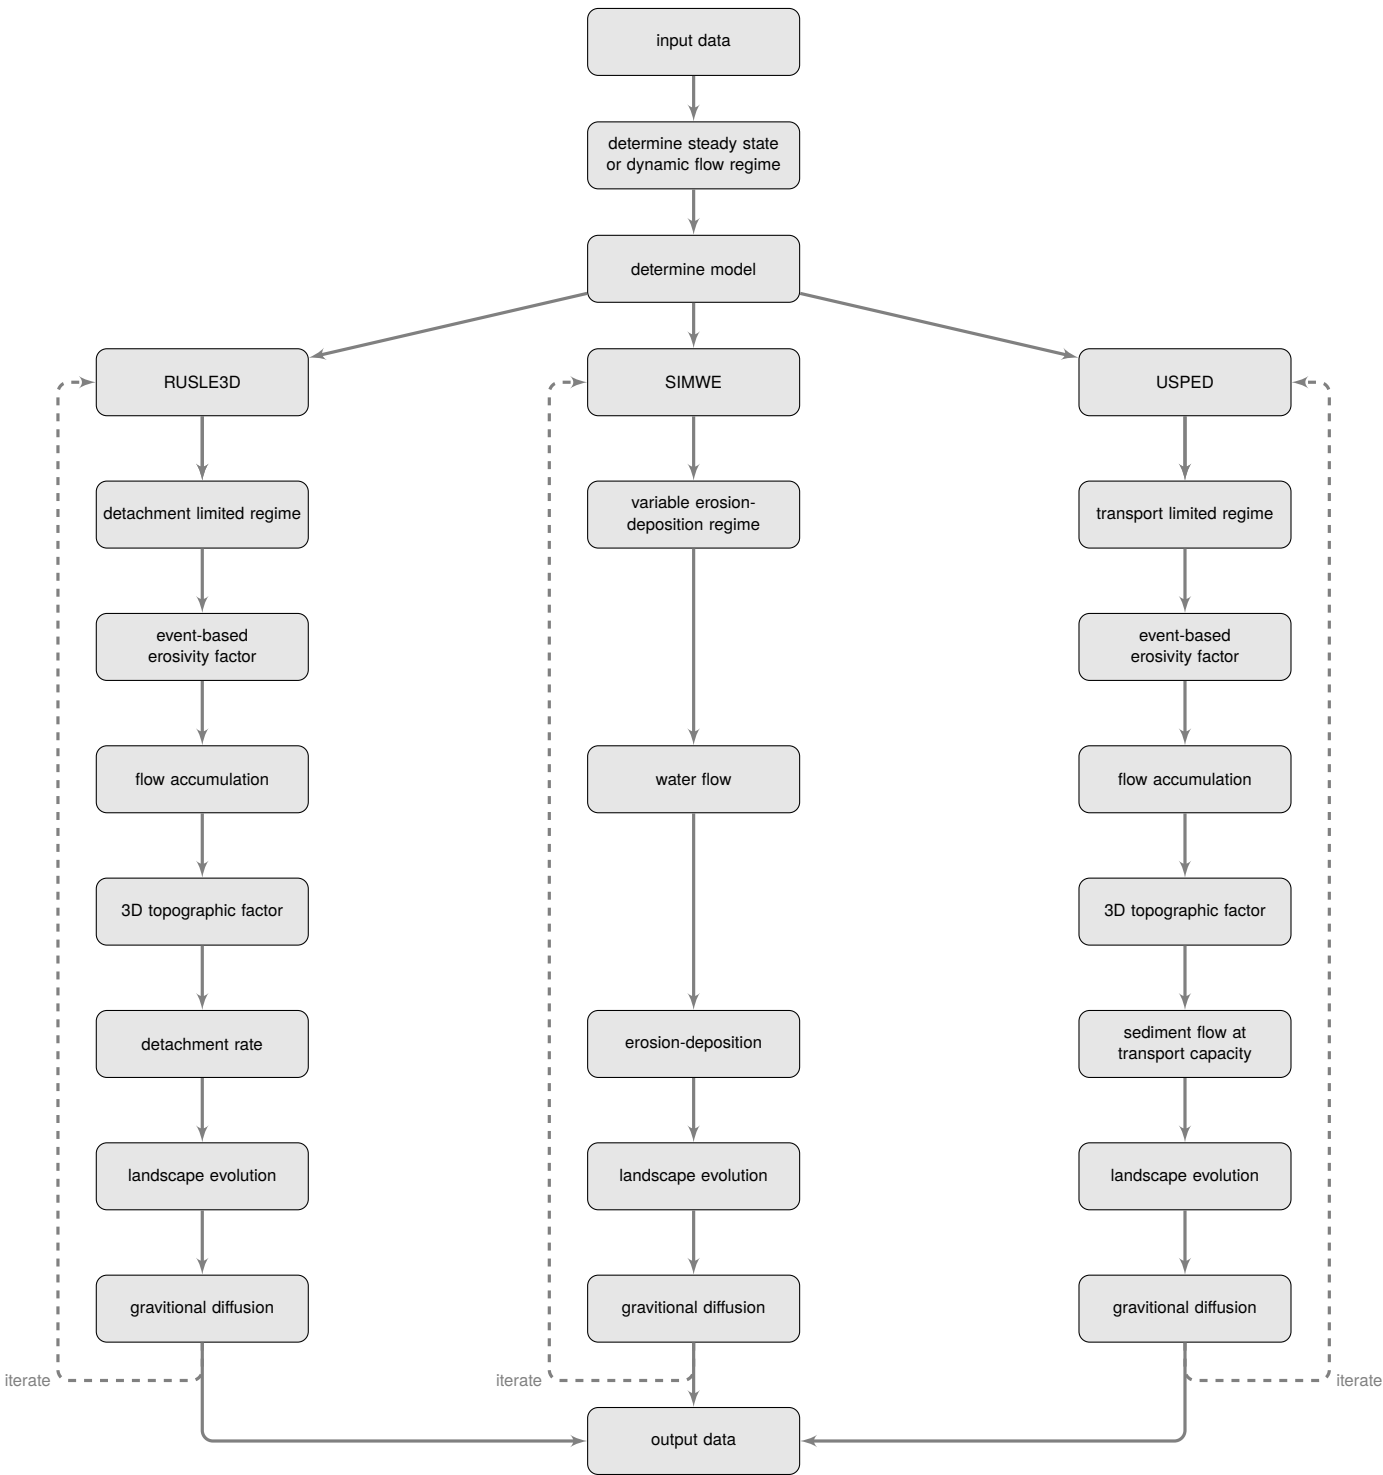 input data
determine steady state
or dynamic flow regime
determine model
RUSLE3D
SIMWE
USPED
detachment limited regime
variable erosion-
deposition regime
transport limited regime
event-based
erosivity factor
event-based
erosivity factor
flow accumulation
water flow
flow accumulation
3D topographic factor
3D topographic factor
detachment rate
erosion-deposition
sediment flow at
transport capacity
landscape evolution
landscape evolution
landscape evolution
gravitional diffusion
gravitional diffusion
gravitional diffusion
iterate
iterate
iterate
output data